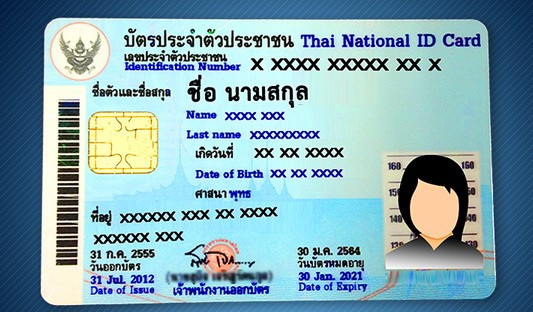 บัตรประจำตัวประชาชน Thai National ID Card
เลขประจำตัวประชาชน
Identification Number X XXXX XXXXX XX X
ชื่อตัวและชื่อสกุล ชื่อ นามสกุล
Name XXXX XXX
Last name XXXXXXXXXX
เกิดวันที่ XX XX XXXX
Date of Birth XX XX XXXX
ศาสนา พุทธ
ที่อยู่ XXXXXX XXX XX XXXX
XXXXXX XXX
160 160
150 150
140 140
130 130
31 ก.ค. 2555
วันออกบัตร
31 Jul. 2012
Date of Issue
เจ้าพนักงานออกบัตร
30 ม.ค. 2564
วันบัตรหมดอายุ
30 Jan. 2021
Date of Expiry